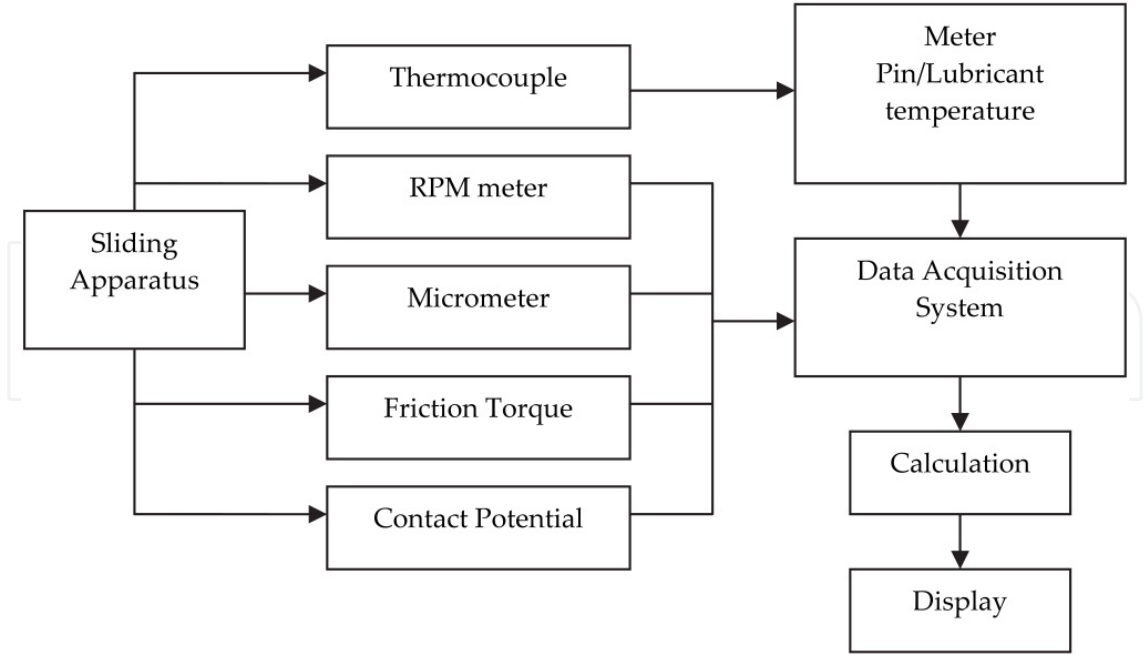 Sliding
Apparatus
Thermocouple
RPM meter
Micrometer
Friction Torque
Contact Potential
Meter
Pin/Lubricant
temperature
Data Acquisition
System
Calculation
Display